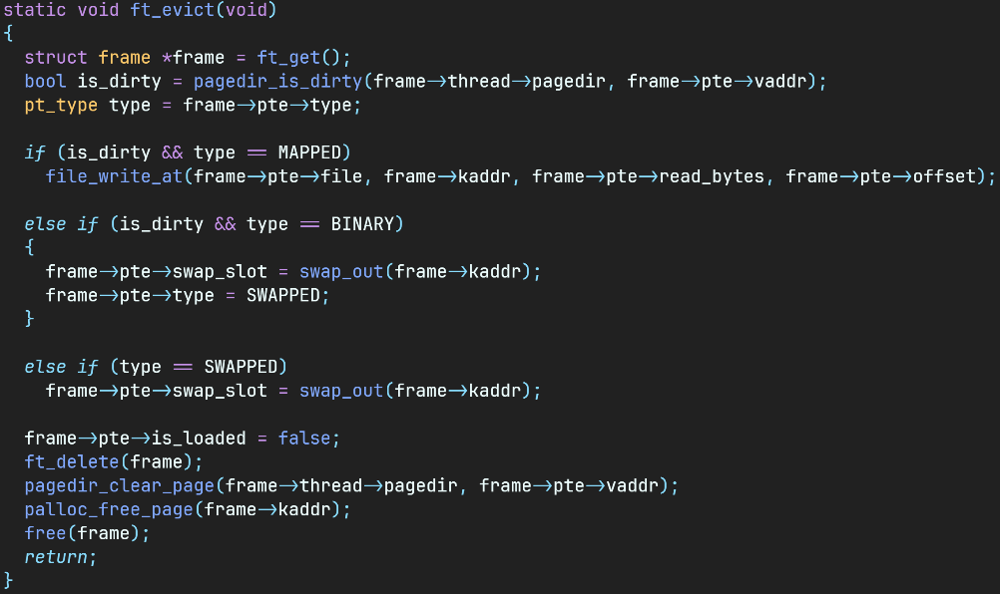 static void ft_evict(void)
{
  struct frame *frame = ft_get();
  bool is_dirty = pagedir_is_dirty(frame->thread->pagedir, frame->pte->vaddr);
  pt_type type = frame->pte->type;

  if (is_dirty && type == MAPPED)
    file_write_at(frame->pte->file, frame->kaddr, frame->pte->read_bytes, frame->pte->offset);

  else if (is_dirty && type == BINARY)
  {
    frame->pte->swap_slot = swap_out(frame->kaddr);
    frame->pte->type = SWAPPED;
  }

  else if (type == SWAPPED)
    frame->pte->swap_slot = swap_out(frame->kaddr);

  frame->pte->is_loaded = false;
  ft_delete(frame);
  pagedir_clear_page(frame->thread->pagedir, frame->pte->vaddr);
  palloc_free_page(frame->kaddr);
  free(frame);
  return;
}